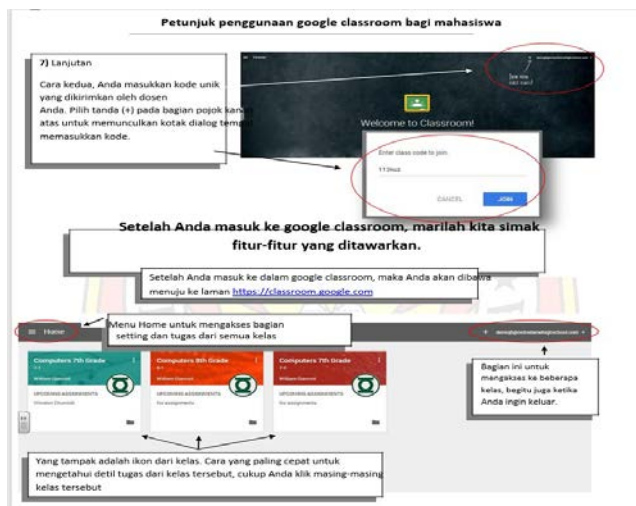 Petunjuk penggunaan google classroom bagi mahasiswa
7) Lanjutan
Cara kedua, Anda masukkan kode unik
yang dikirimkan oleh dosen
Anda. Pilih tanda (+) pada bagian pojok kanan
atas untuk memunculkan kotak dialog tempat
memasukkan kode.
Welcome to Classroom!
Enter class code to join.
CANCEL JOIN
Setelah Anda masuk ke google classroom, marilah kita simak
fitur-fitur yang ditawarkan.
Setelah Anda masuk ke dalam google classroom, maka Anda akan dibawa
menuju ke laman https://classroom.google.com
Home
Menu Home untuk mengakses bagian
setting dan tugas dari semua kelas
Computers 7th Grade
Computers 8th Grade
Computers 7th Grade
UPCOMING ASSIGNMENTS
UPCOMING ASSIGNMENTS
UPCOMING ASSIGNMENTS
No assignments
No assignments
Bagian ini untuk
mengakses ke beberapa
kelas, begitu juga ketika
Anda ingin keluar.
Yang tampak adalah ikon dari kelas. Cara yang paling cepat untuk
mengetahui detil tugas dari kelas tersebut, cukup Anda klik masing-masing
kelas tersebut